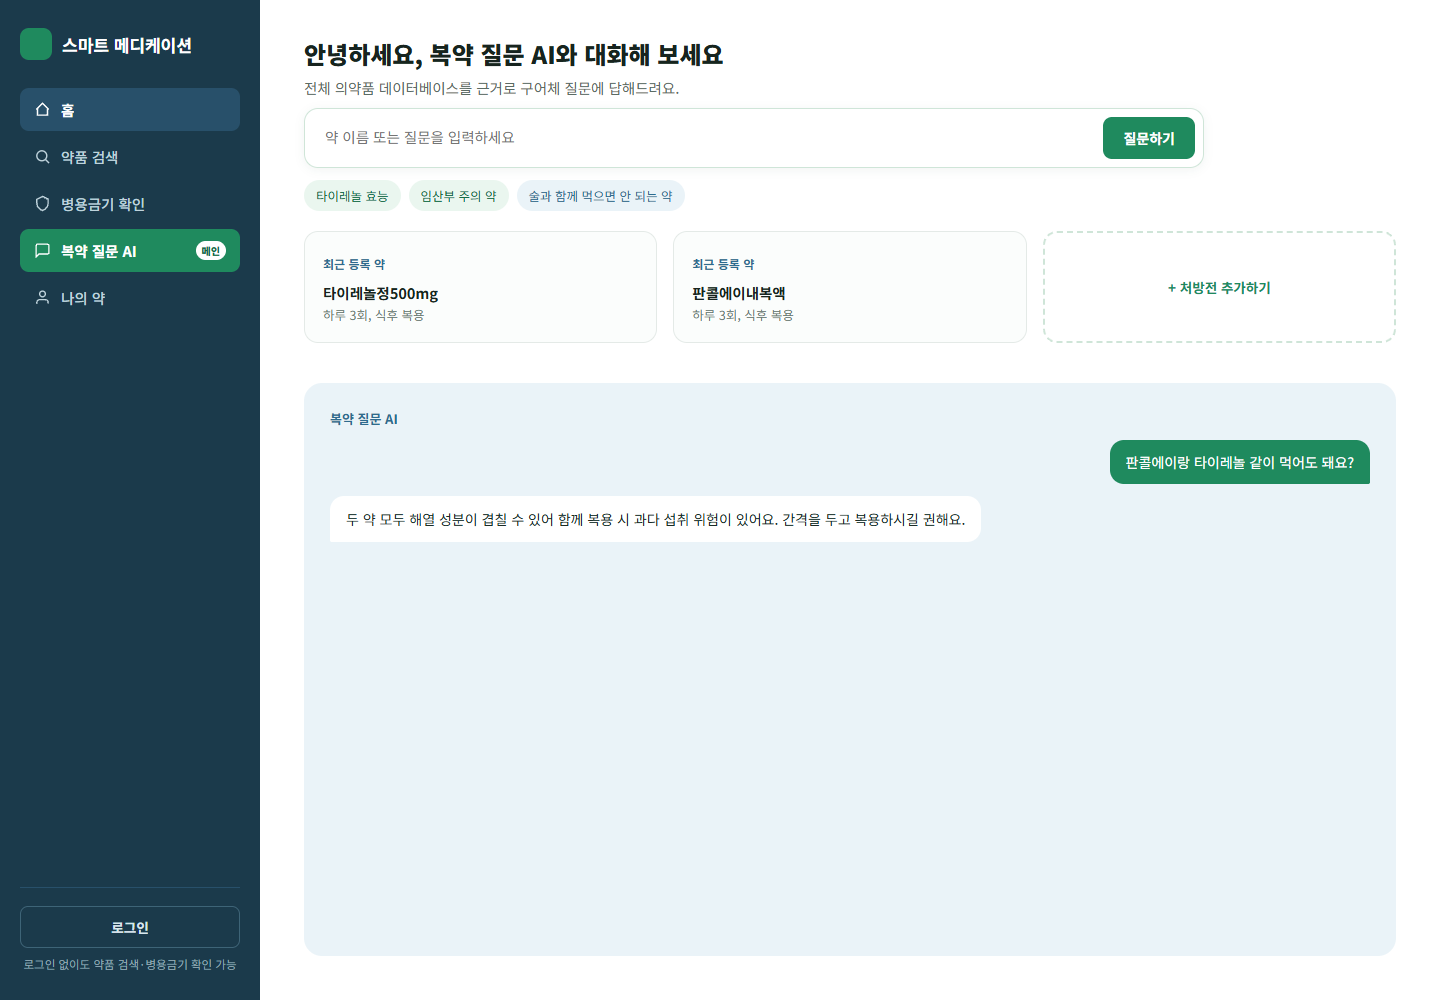 스마트 메디케이션
홈
약품 검색
병용금기 확인
복약 질문 AI 메인
나의 약
로그인
로그인 없이도 약품 검색·병용금기 확인 가능
안녕하세요, 복약 질문 AI와 대화해 보세요
전체 의약품 데이터베이스를 근거로 구어체 질문에 답해드려요.
약 이름 또는 질문을 입력하세요
질문하기
타이레놀 효능
임산부 주의 약
술과 함께 먹으면 안 되는 약
최근 등록 약
타이레놀정500mg
하루 3회, 식후 복용
최근 등록 약
판콜에이내복액
하루 3회, 식후 복용
+ 처방전 추가하기
복약 질문 AI
판콜에이랑 타이레놀 같이 먹어도 돼요?
두 약 모두 해열 성분이 겹칠 수 있어 함께 복용 시 과다 섭취 위험이 있어요. 간격을 두고 복용하시길 권해요.